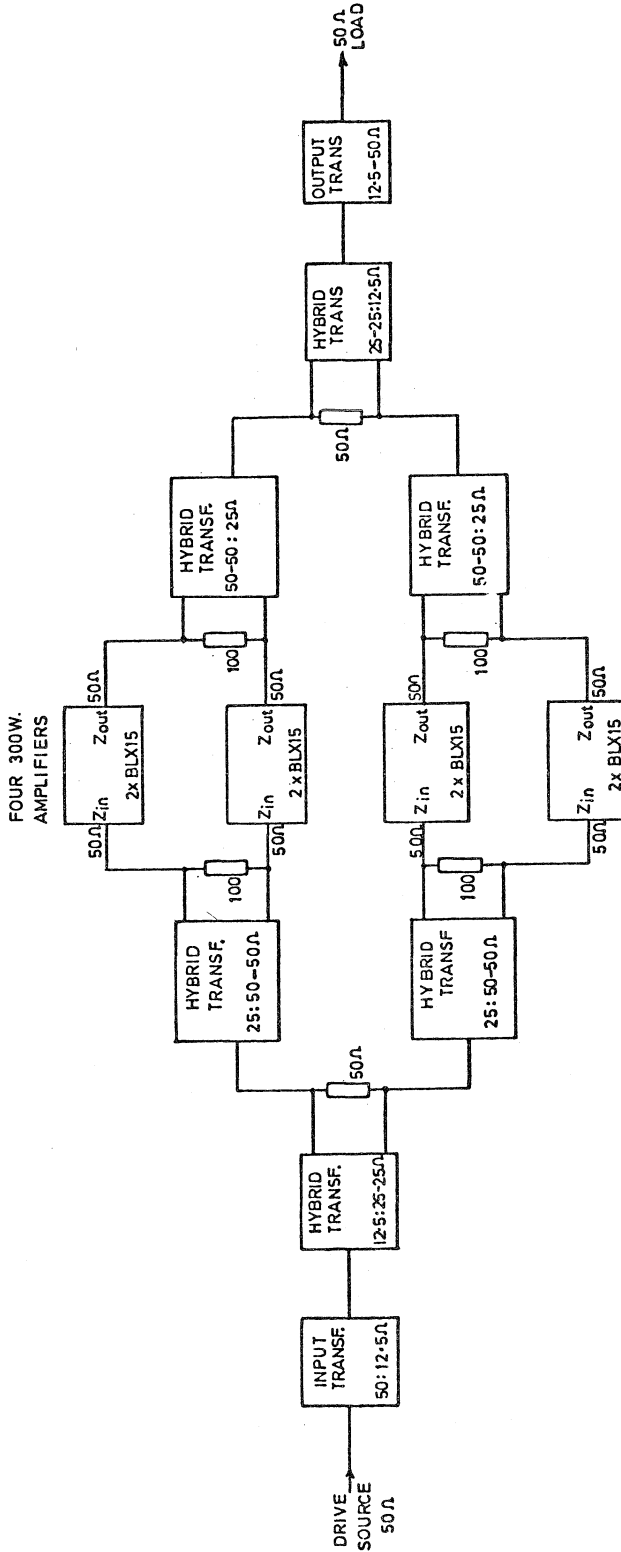 FOUR 300W.
AMPLIFIERS
DRIVE
SOURCE
50Ω
INPUT
TRANSF.
50:12·5Ω
HYBRID
TRANSF.
12·5:25-25Ω
50Ω
HYBRID
TRANSF.
25:50-50Ω
HYBRID
TRANSF
25:50-50Ω
100
100
50Ω
Zin
Zout
2x BLX15
50Ω
50Ω
Zin
Zout
2x BLX15
50Ω
50Ω
Zin
Zout
2x BLX15
50Ω
50Ω
Zin
Zout
2x BLX15
50Ω
100
100
HYBRID
TRANSF.
50-50:25Ω
HYBRID
TRANSF.
50-50:25Ω
50Ω
HYBRID
TRANS
25-25:12·5Ω
OUTPUT
TRANS
12·5-50Ω
50Ω
LOAD